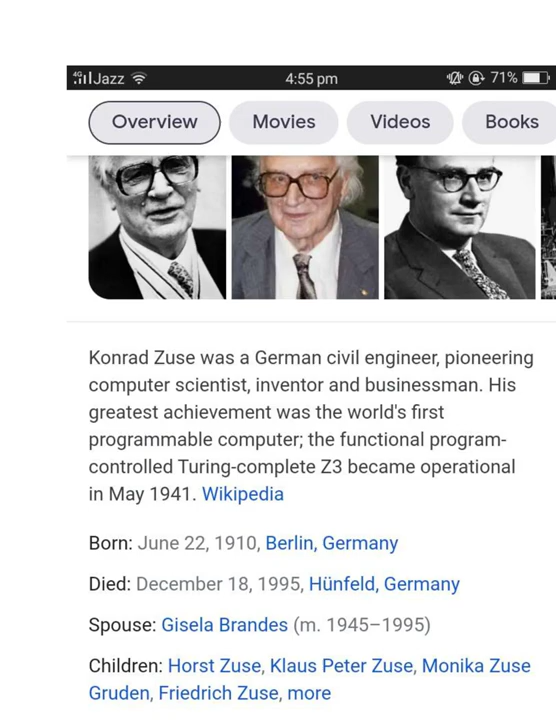 4G Jazz 4:55 pm 71%
Overview Movies Videos Books
Konrad Zuse was a German civil engineer, pioneering
computer scientist, inventor and businessman. His
greatest achievement was the world's first
programmable computer; the functional program-
controlled Turing-complete Z3 became operational
in May 1941. Wikipedia
Born: June 22, 1910, Berlin, Germany
Died: December 18, 1995, Hünfeld, Germany
Spouse: Gisela Brandes (m. 1945–1995)
Children: Horst Zuse, Klaus Peter Zuse, Monika Zuse
Gruden, Friedrich Zuse, more